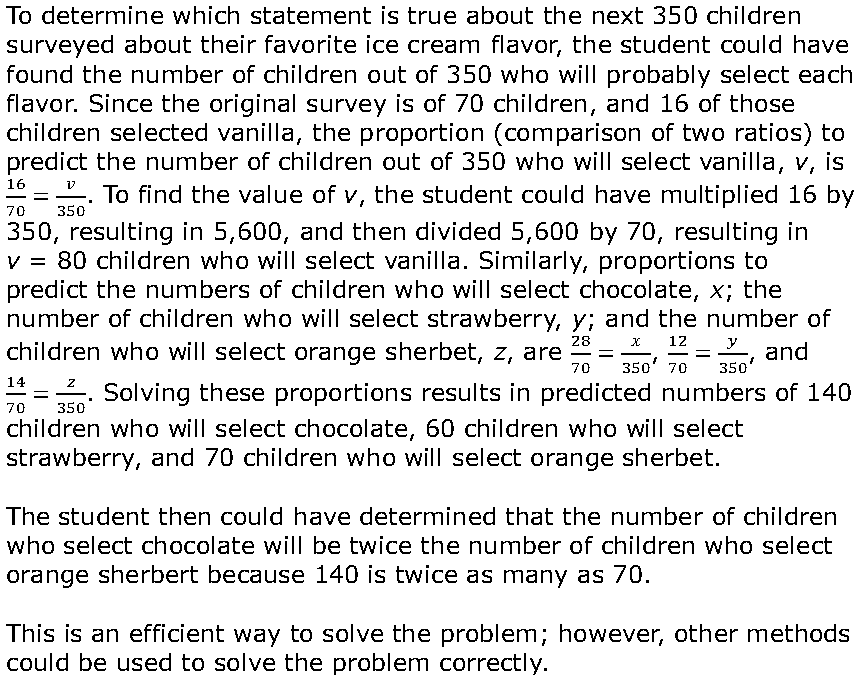 To determine which statement is true about the next 350 children
surveyed about their favorite ice cream flavor, the student could have
found the number of children out of 350 who will probably select each
flavor. Since the original survey is of 70 children, and 16 of those
children selected vanilla, the proportion (comparison of two ratios) to
predict the number of children out of 350 who will select vanilla, v, is
16/70 = v/350. To find the value of v, the student could have multiplied 16 by
350, resulting in 5,600, and then divided 5,600 by 70, resulting in
v = 80 children who will select vanilla. Similarly, proportions to
predict the numbers of children who will select chocolate, x; the
number of children who will select strawberry, y; and the number of
children who will select orange sherbet, z, are 28/70 = x/350, 12/70 = y/350, and
14/70 = z/350. Solving these proportions results in predicted numbers of 140
children who will select chocolate, 60 children who will select
strawberry, and 70 children who will select orange sherbet.
The student then could have determined that the number of children
who select chocolate will be twice the number of children who select
orange sherbert because 140 is twice as many as 70.
This is an efficient way to solve the problem; however, other methods
could be used to solve the problem correctly.